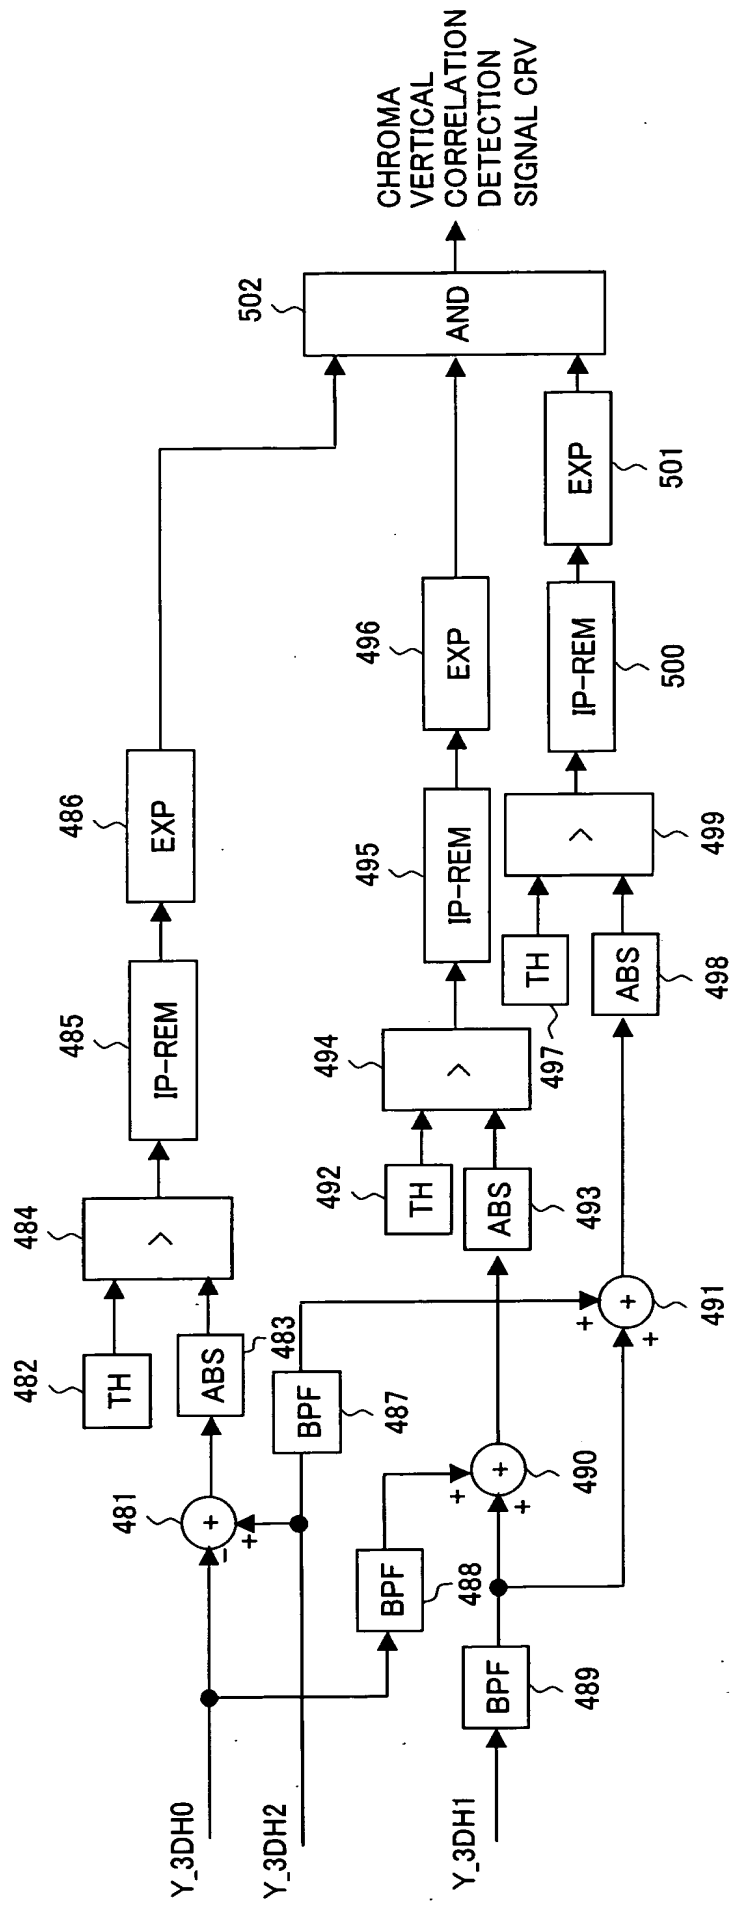 482
TH
484
>
485
IP-REM
486
EXP
481
+
-
+
ABS
483
Y_3DH0
Y_3DH2
BPF
487
502
AND
CHROMA
VERTICAL
CORRELATION
DETECTION
SIGNAL CRV
BPF
488
492
TH
494
>
495
IP-REM
496
EXP
Y_3DH1
BPF
489
+
+
+
490
ABS
493
TH
497
>
499
IP-REM
500
EXP
501
+
+
+
491
ABS
498